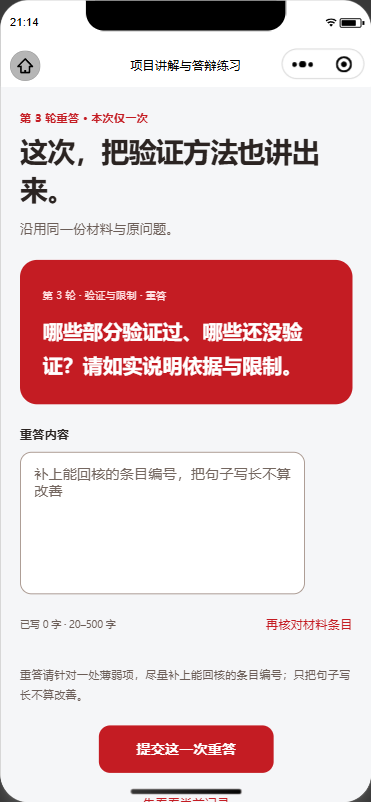 21:14
项目讲解与答辩练习
第 3 轮重答 • 本次仅一次
这次，把验证方法也讲出
来。
沿用同一份材料与原问题。
第 3 轮 · 验证与限制 · 重答
哪些部分验证过、哪些还没验
证？请如实说明依据与限制。
重答内容
补上能回核的条目编号，把句子写长不算
改善
已写 0 字 · 20–500 字
再核对材料条目
重答请针对一处薄弱项，尽量补上能回核的条目编号；只把句子写
长不算改善。
提交这一次重答